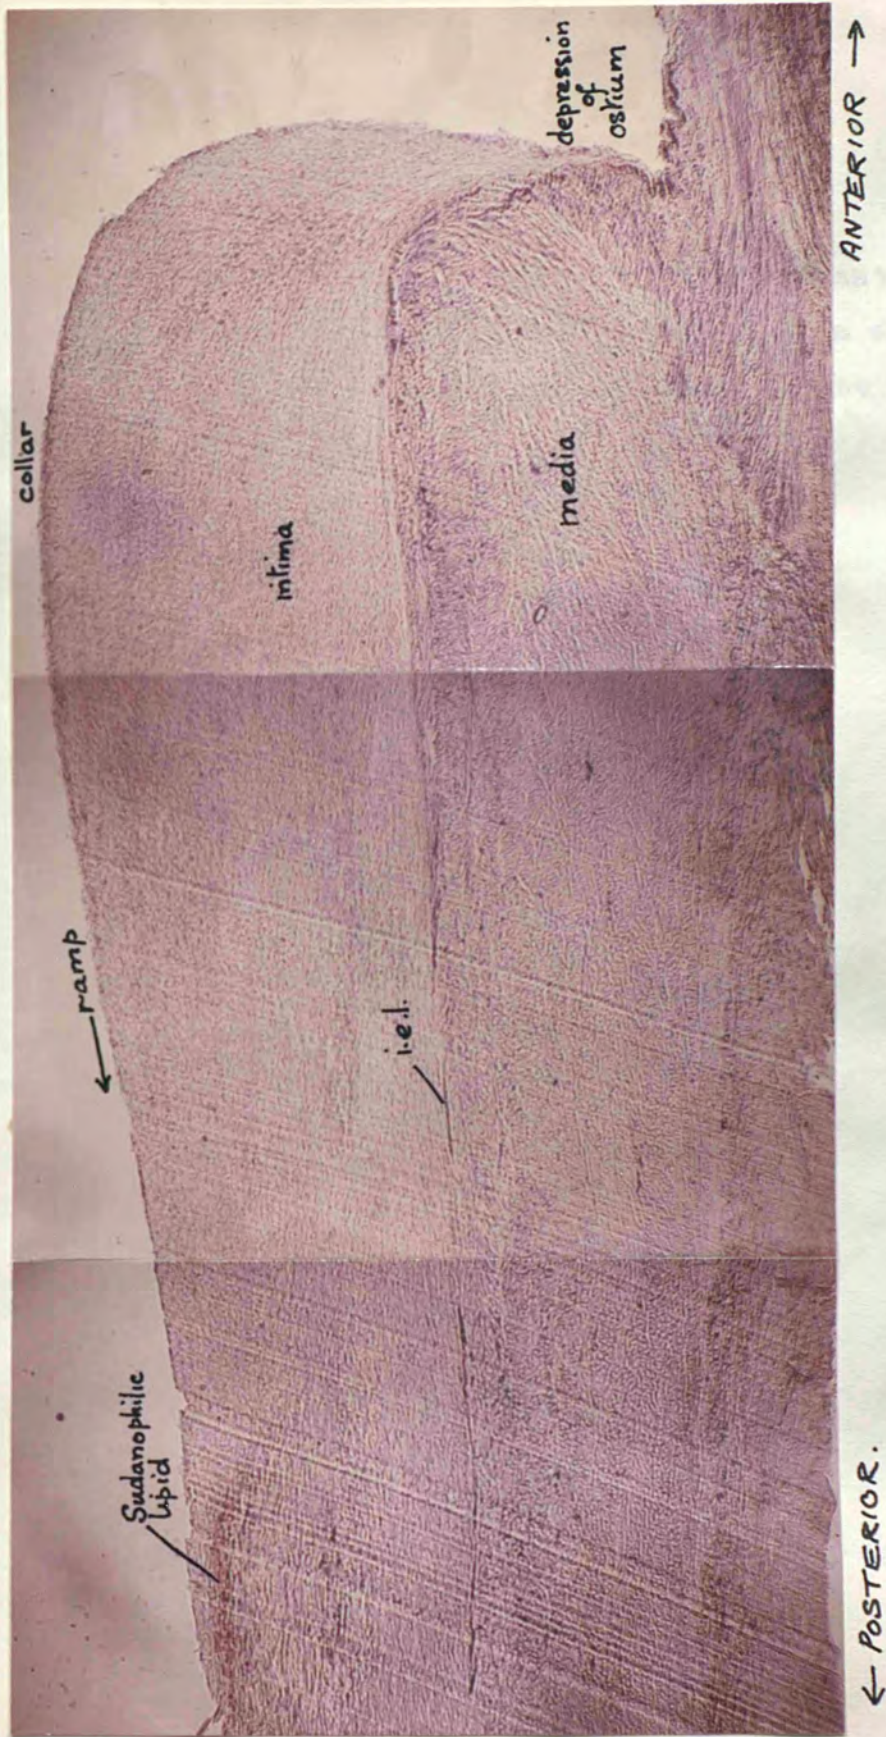 collar
← ramp
Sudanophilic
lipid
intima
i.e.l.
media
depression
of
ostium
← POSTERIOR.
ANTERIOR →